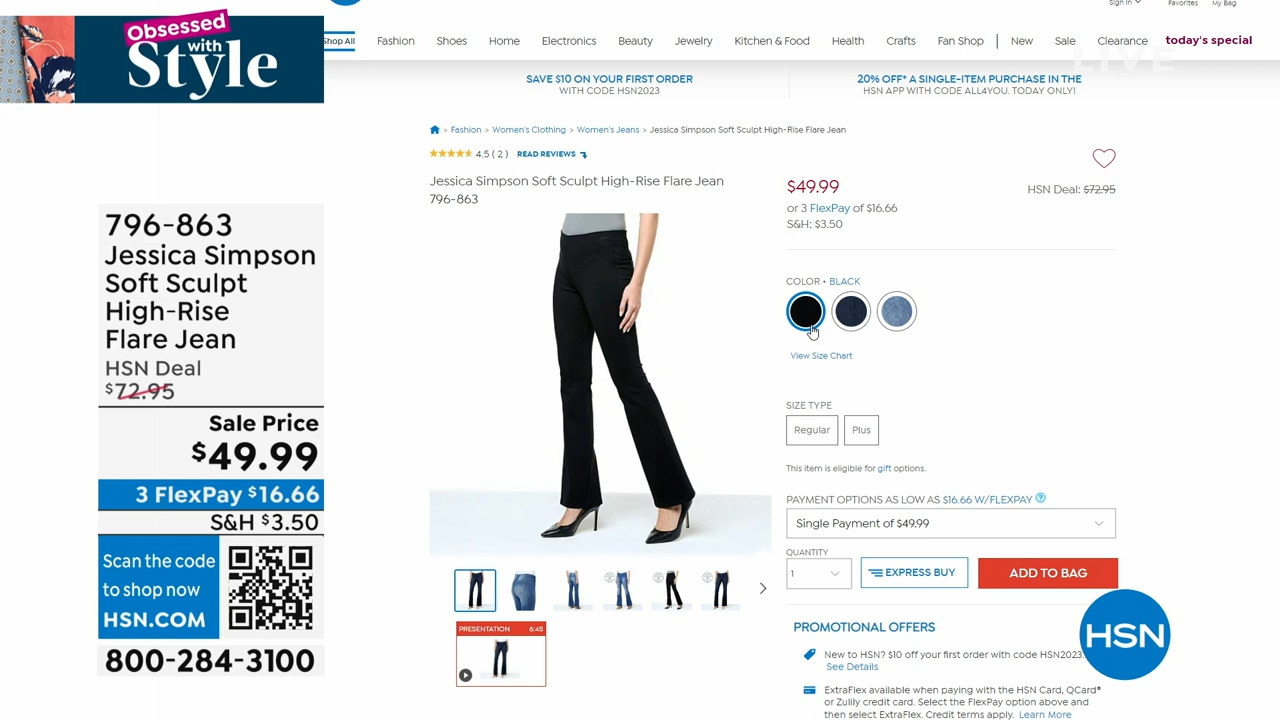 Obsessed
with
Style
Sign In
Favorites
My Bag
Shop All
Fashion
Shoes
Home
Electronics
Beauty
Jewelry
Kitchen & Food
Health
Crafts
Fan Shop
New
Sale
Clearance
today's special
LIVE
SAVE $10 ON YOUR FIRST ORDER
WITH CODE HSN2023
20% OFF* A SINGLE-ITEM PURCHASE IN THE
HSN APP WITH CODE ALL4YOU. TODAY ONLY!
> Fashion > Women's Clothing > Women's Jeans > Jessica Simpson Soft Sculpt High-Rise Flare Jean
4.5 ( 2 ) READ REVIEWS
Jessica Simpson Soft Sculpt High-Rise Flare Jean
796-863
$49.99
HSN Deal: $72.95
or 3 FlexPay of $16.66
S&H: $3.50
COLOR • BLACK
View Size Chart
SIZE TYPE
Regular
Plus
This item is eligible for gift options.
PAYMENT OPTIONS AS LOW AS $16.66 W/FLEXPAY ?
Single Payment of $49.99
QUANTITY
1
EXPRESS BUY
ADD TO BAG
PRESENTATION 6:45
PROMOTIONAL OFFERS
New to HSN? $10 off your first order with code HSN2023.
See Details
ExtraFlex available when paying with the HSN Card, QCard®
or Zulily credit card. Select the FlexPay option above and
then select ExtraFlex. Credit terms apply. Learn More
HSN
796-863
Jessica Simpson
Soft Sculpt
High-Rise
Flare Jean
HSN Deal
$72.95
Sale Price
$49.99
3 FlexPay $16.66
S&H $3.50
Scan the code
to shop now
HSN.COM
800-284-3100